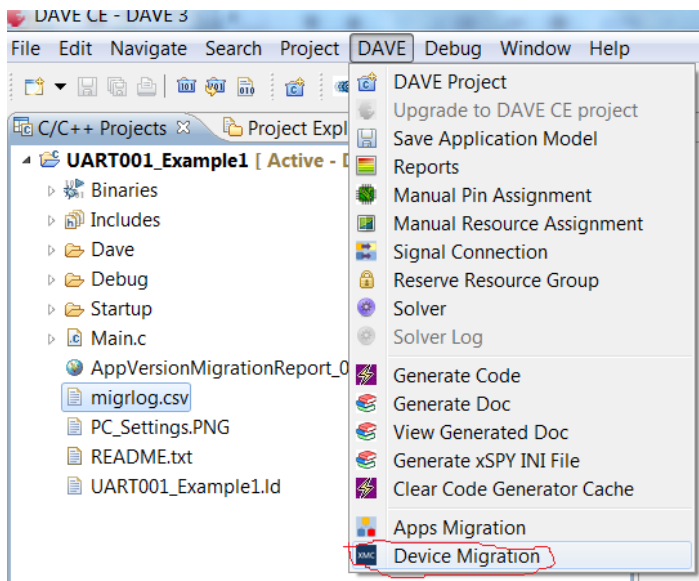 DAVE CE - DAVE 3
File Edit Navigate Search Project DAVE Debug Window Help
C/C++ Projects
Project Expl
UART001_Example1 [ Active - D
Binaries
Includes
Dave
Debug
Startup
Main.c
AppVersionMigrationReport_0
migrlog.csv
PC_Settings.PNG
README.txt
UART001_Example1.ld
DAVE Project
Upgrade to DAVE CE project
Save Application Model
Reports
Manual Pin Assignment
Manual Resource Assignment
Signal Connection
Reserve Resource Group
Solver
Solver Log
Generate Code
Generate Doc
View Generated Doc
Generate xSPY INI File
Clear Code Generator Cache
Apps Migration
XMC Device Migration